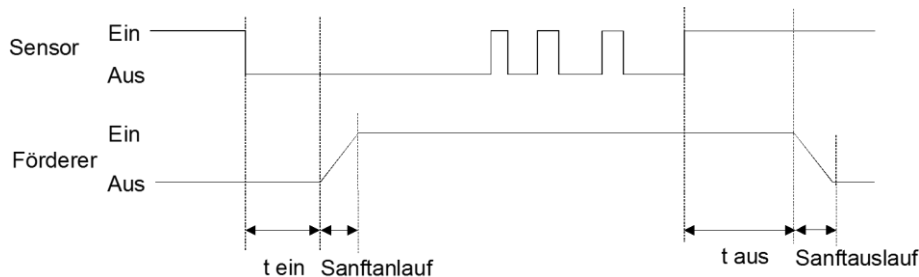 Ein
Sensor
Aus
Ein
Förderer
Aus
t ein Sanftanlauf t aus Sanftauslauf